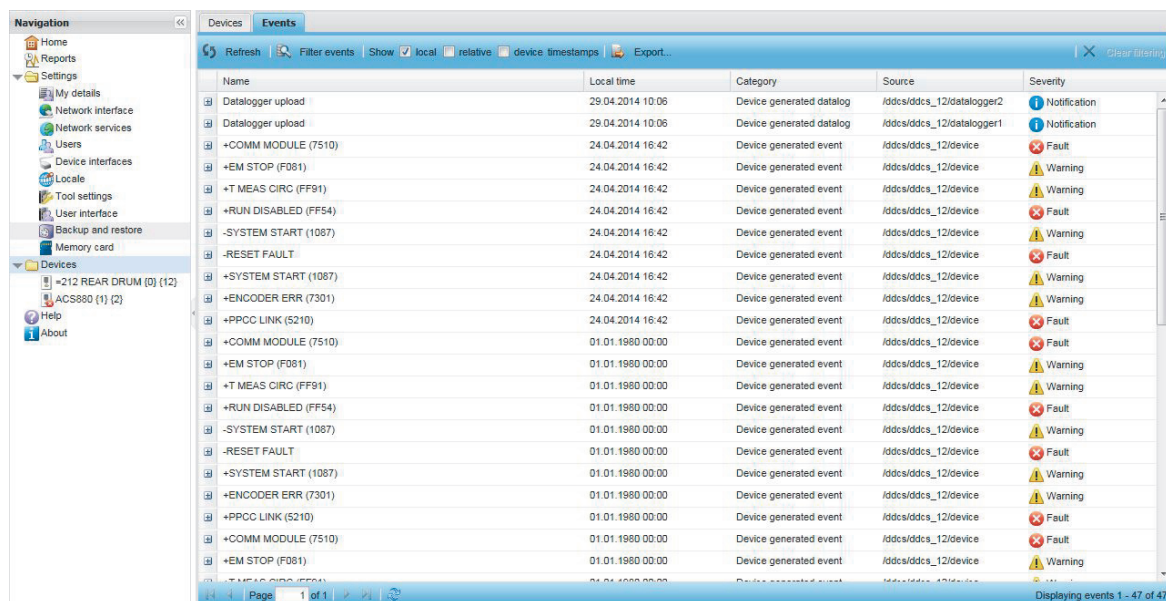 Navigation
Home
Reports
Settings
My details
Network interface
Network services
Users
Device interfaces
Locale
Tool settings
User interface
Backup and restore
Memory card
Devices
=212 REAR DRUM {0} {12}
ACS880 {1} {2}
Help
About
Devices Events
Refresh Filter events Show local relative device timestamps Export... Clear filtering
Name Local time Category Source Severity
Datalogger upload 29.04.2014 10:06 Device generated datalog /ddcs/ddcs_12/datalogger2 Notification
Datalogger upload 29.04.2014 10:06 Device generated datalog /ddcs/ddcs_12/datalogger1 Notification
+COMM MODULE (7510) 24.04.2014 16:42 Device generated event /ddcs/ddcs_12/device Fault
+EM STOP (F081) 24.04.2014 16:42 Device generated event /ddcs/ddcs_12/device Warning
+T MEAS CIRC (FF91) 24.04.2014 16:42 Device generated event /ddcs/ddcs_12/device Warning
+RUN DISABLED (FF54) 24.04.2014 16:42 Device generated event /ddcs/ddcs_12/device Fault
-SYSTEM START (1087) 24.04.2014 16:42 Device generated event /ddcs/ddcs_12/device Warning
-RESET FAULT 24.04.2014 16:42 Device generated event /ddcs/ddcs_12/device Fault
+SYSTEM START (1087) 24.04.2014 16:42 Device generated event /ddcs/ddcs_12/device Warning
+ENCODER ERR (7301) 24.04.2014 16:42 Device generated event /ddcs/ddcs_12/device Warning
+PPCC LINK (5210) 24.04.2014 16:42 Device generated event /ddcs/ddcs_12/device Fault
+COMM MODULE (7510) 01.01.1980 00:00 Device generated event /ddcs/ddcs_12/device Fault
+EM STOP (F081) 01.01.1980 00:00 Device generated event /ddcs/ddcs_12/device Warning
+T MEAS CIRC (FF91) 01.01.1980 00:00 Device generated event /ddcs/ddcs_12/device Warning
+RUN DISABLED (FF54) 01.01.1980 00:00 Device generated event /ddcs/ddcs_12/device Fault
-SYSTEM START (1087) 01.01.1980 00:00 Device generated event /ddcs/ddcs_12/device Warning
-RESET FAULT 01.01.1980 00:00 Device generated event /ddcs/ddcs_12/device Fault
+SYSTEM START (1087) 01.01.1980 00:00 Device generated event /ddcs/ddcs_12/device Warning
+ENCODER ERR (7301) 01.01.1980 00:00 Device generated event /ddcs/ddcs_12/device Warning
+PPCC LINK (5210) 01.01.1980 00:00 Device generated event /ddcs/ddcs_12/device Fault
+COMM MODULE (7510) 01.01.1980 00:00 Device generated event /ddcs/ddcs_12/device Fault
+EM STOP (F081) 01.01.1980 00:00 Device generated event /ddcs/ddcs_12/device Warning
Page 1 of 1 Displaying events 1 - 47 of 47